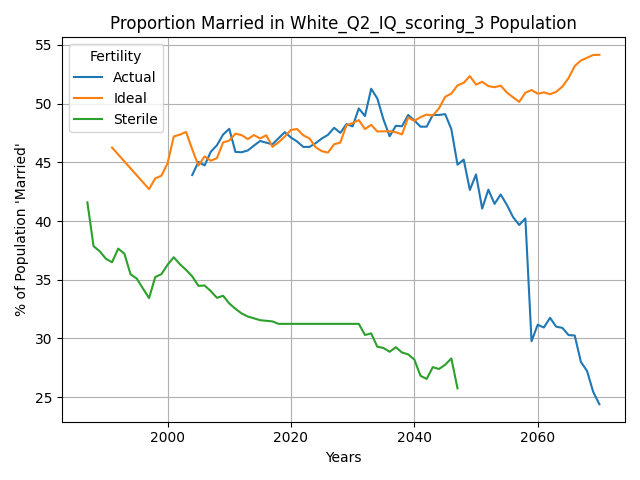 Proportion Married in White_Q2_IQ_scoring_3 Population
% of Population 'Married'
55
50
45
40
35
30
25
Fertility
Actual
Ideal
Sterile
2000 2020 2040 2060
Years